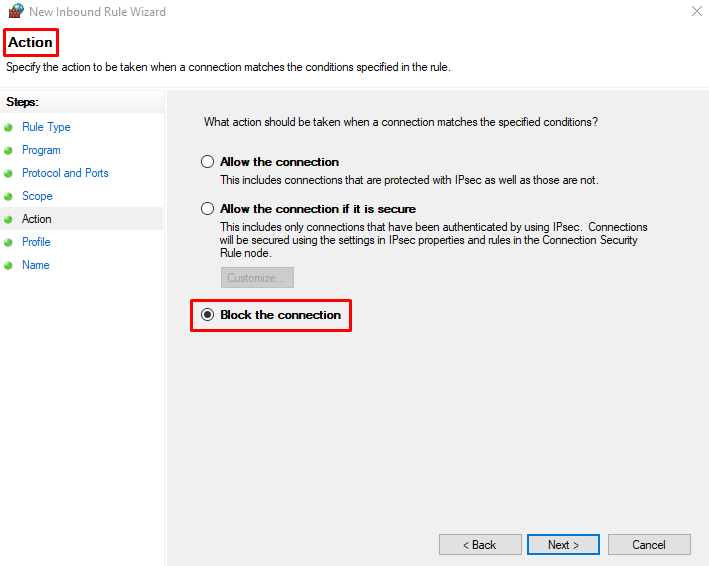 New Inbound Rule Wizard
Action
Specify the action to be taken when a connection matches the conditions specified in the rule.
Steps:
Rule Type
Program
Protocol and Ports
Scope
Action
Profile
Name
What action should be taken when a connection matches the specified conditions?
Allow the connection
This includes connections that are protected with IPsec as well as those are not.
Allow the connection if it is secure
This includes only connections that have been authenticated by using IPsec.  Connections
will be secured using the settings in IPsec properties and rules in the Connection Security
Rule node.
Customize...
Block the connection
< Back
Next >
Cancel